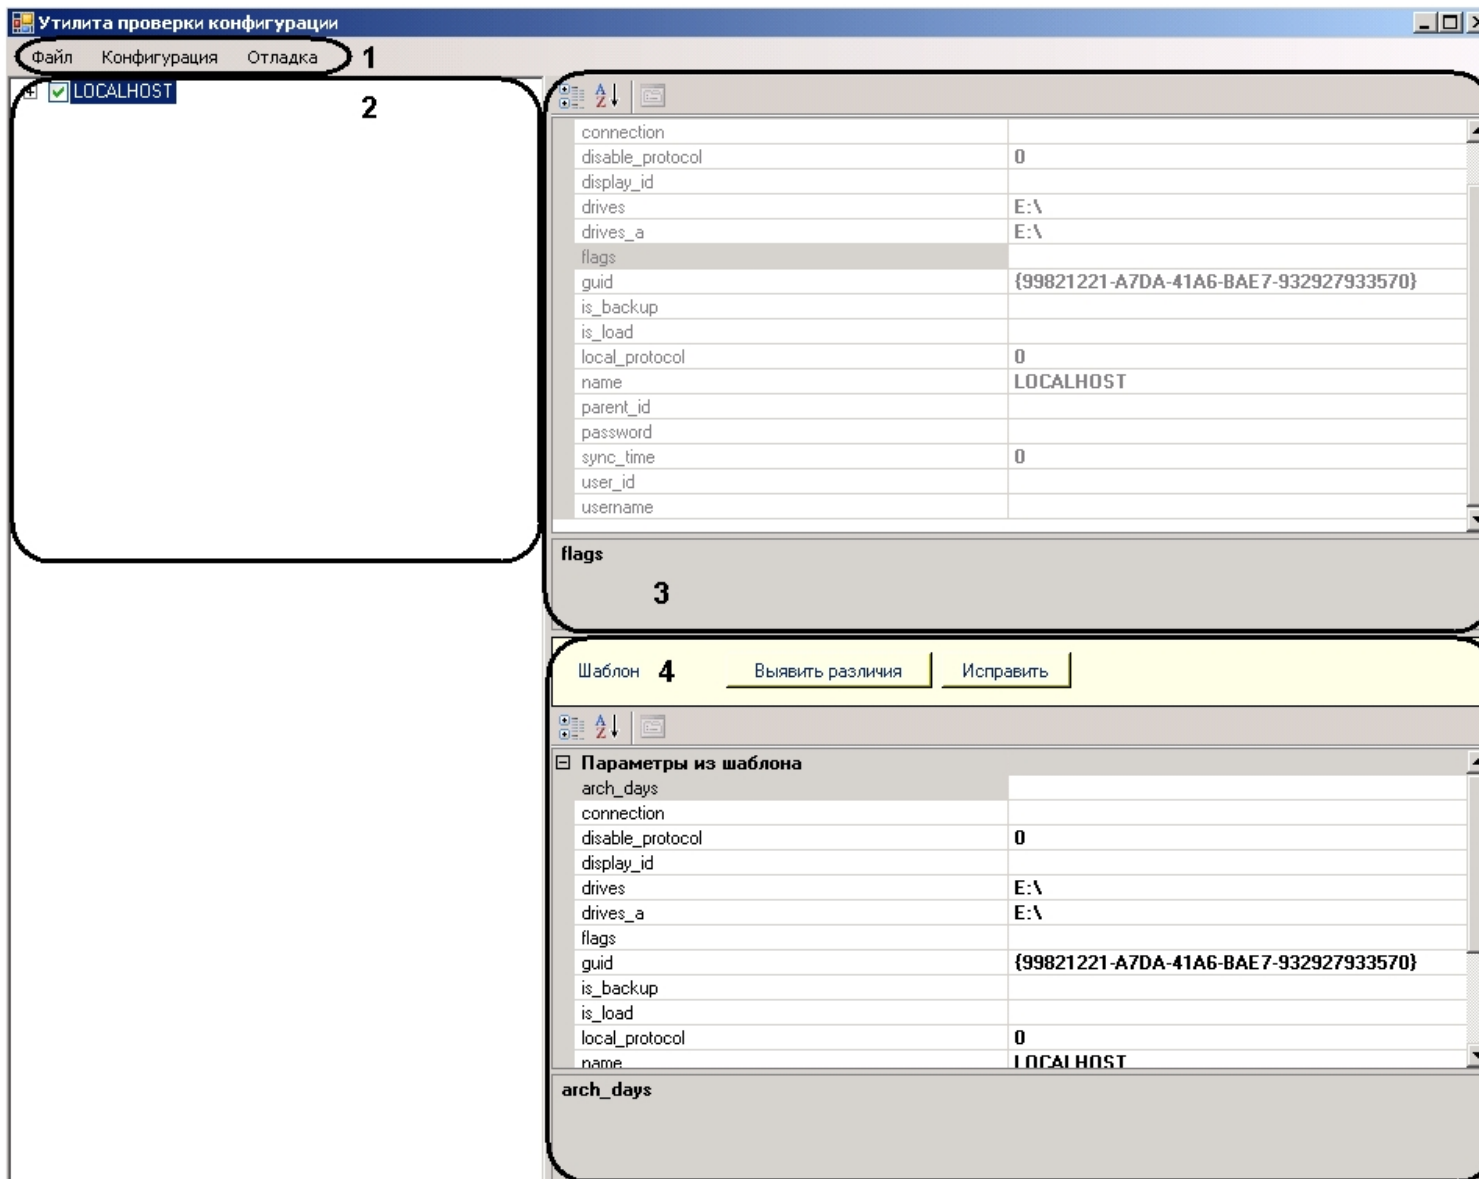 Утилита проверки конфигурации
Файл Конфигурация Отладка 1
LOCALHOST
2
connection
disable_protocol 0
display_id
drives E:\
drives_a E:\
flags
guid {99821221-A7DA-41A6-BAE7-932927933570}
is_backup
is_load
local_protocol 0
name LOCALHOST
parent_id
password
sync_time 0
user_id
username
flags
3
Шаблон 4 Выявить различия Исправить
Параметры из шаблона
arch_days
connection
disable_protocol 0
display_id
drives E:\
drives_a E:\
flags
guid {99821221-A7DA-41A6-BAE7-932927933570}
is_backup
is_load
local_protocol 0
name LOCALHOST
arch_days